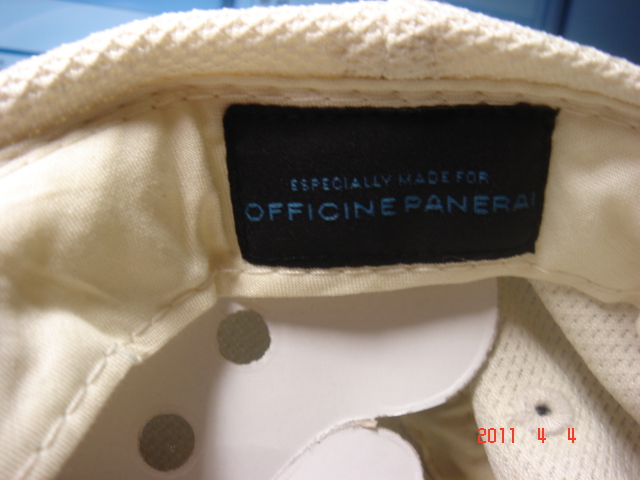 ESPECIALLY MADE FOR
OFFICINE PANERAI
2011 4 4